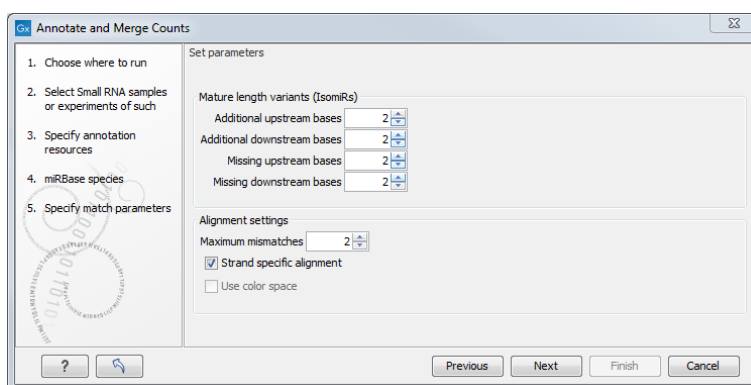 Gx Annotate and Merge Counts
1. Choose where to run
2. Select Small RNA samples
or experiments of such
3. Specify annotation
resources
4. miRBase species
5. Specify match parameters
Set parameters
Mature length variants (IsomiRs)
Additional upstream bases 2
Additional downstream bases 2
Missing upstream bases 2
Missing downstream bases 2
Alignment settings
Maximum mismatches 2
Strand specific alignment
Use color space
? Previous Next Finish Cancel